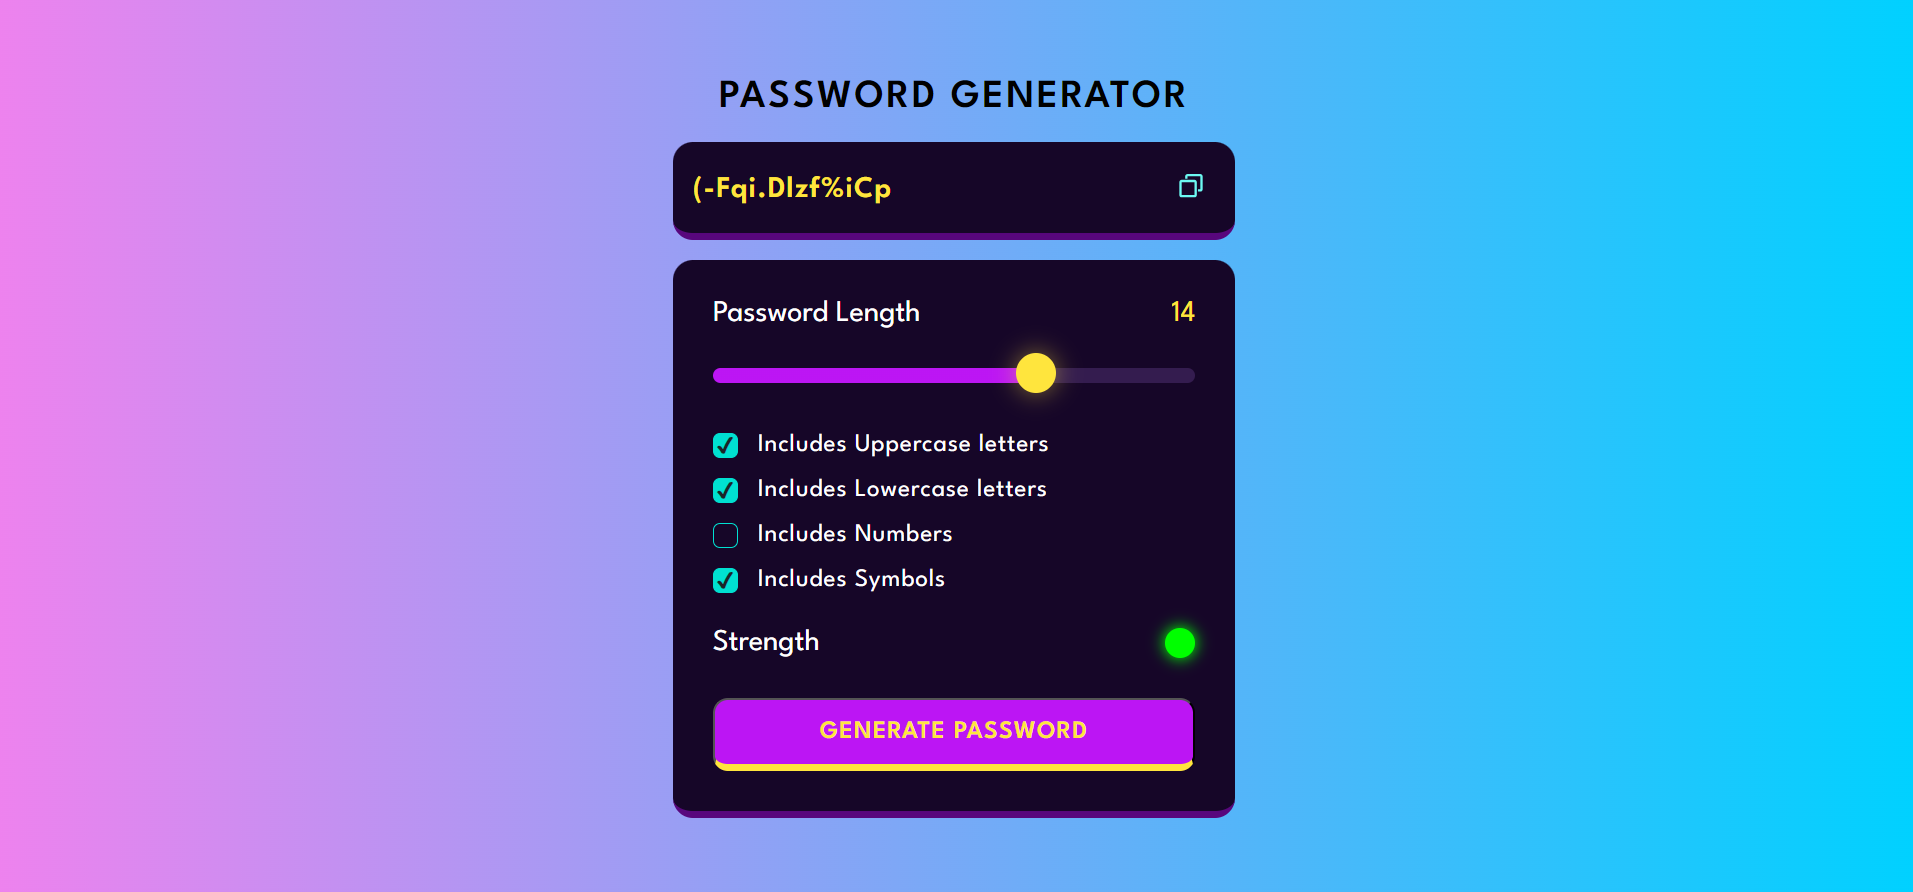 PASSWORD GENERATOR
(-Fqi.Dlzf%iCp
Password Length 14
Includes Uppercase letters
Includes Lowercase letters
Includes Numbers
Includes Symbols
Strength
GENERATE PASSWORD